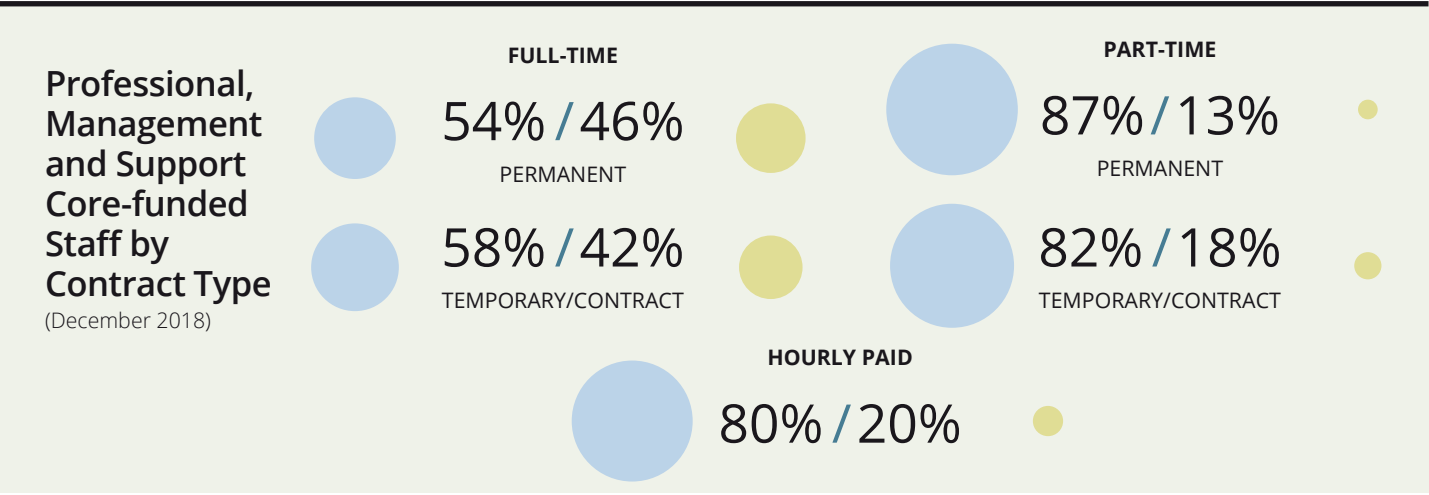 Professional,
Management
and Support
Core-funded
Staff by
Contract Type
(December 2018)
FULL-TIME
54% / 46%
PERMANENT
58% / 42%
TEMPORARY/CONTRACT
PART-TIME
87% / 13%
PERMANENT
82% / 18%
TEMPORARY/CONTRACT
HOURLY PAID
80% / 20%